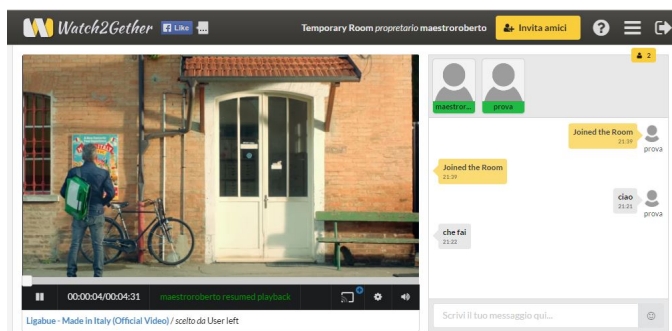 Watch2Gether
Like
Temporary Room proprietario maestroroberto
Invita amici
?
2
maestror...
prova
Joined the Room
21:39
prova
Joined the Room
21:39
ciao
21:21
prova
che fai
21:22
00:00:04/00:04:31
maestroroberto resumed playback
Ligabue - Made in Italy (Official Video) / scelto da User left
Scrivi il tuo messaggio qui...